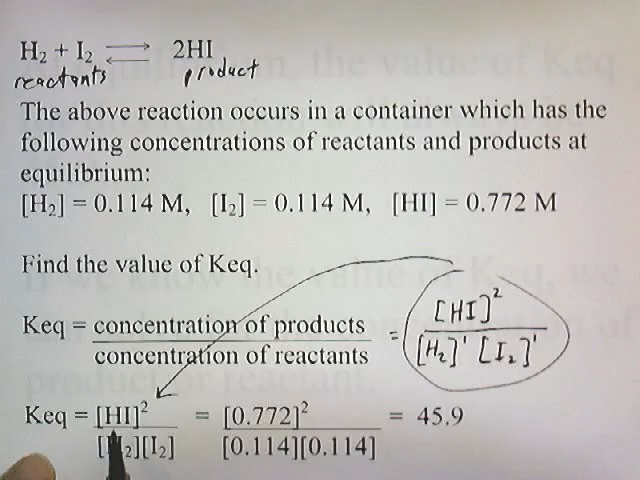 H₂ + I₂ ⇌ 2HI
reactants product
The above reaction occurs in a container which has the
following concentrations of reactants and products at
equilibrium:
[H₂] = 0.114 M, [I₂] = 0.114 M, [HI] = 0.772 M
Find the value of Keq.
Keq = concentration of products / concentration of reactants = [HI]² / [H₂]¹ [I₂]¹
Keq = [HI]² / [H₂][I₂] = [0.772]² / [0.114][0.114] = 45.9